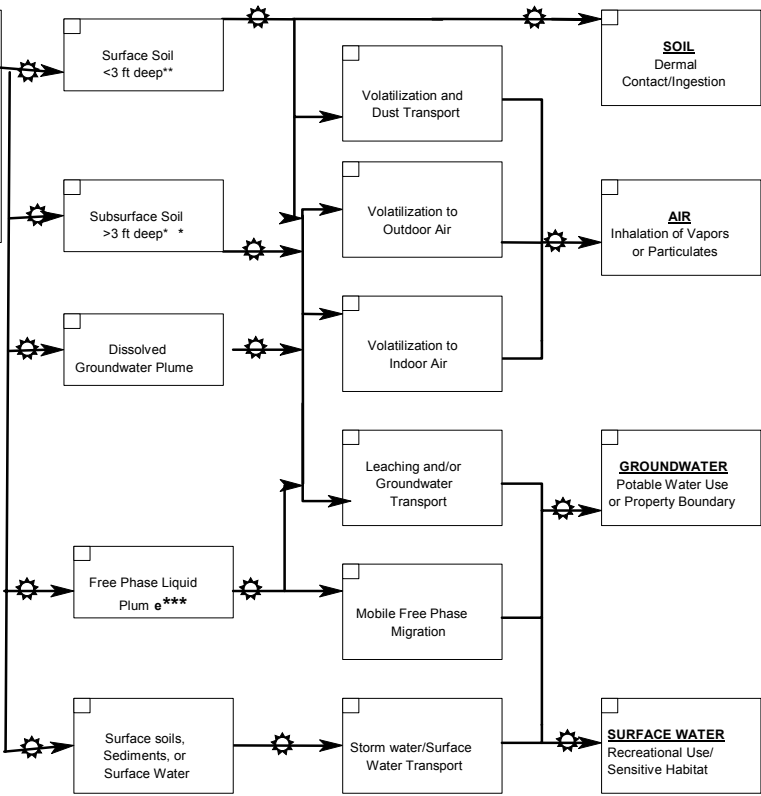 Surface Soil
<3 ft deep**
Volatilization and
Dust Transport
SOIL
Dermal
Contact/Ingestion
Subsurface Soil
>3 ft deep* *
Volatilization to
Outdoor Air
AIR
Inhalation of Vapors
or Particulates
Dissolved
Groundwater Plume
Volatilization to
Indoor Air
Leaching and/or
Groundwater
Transport
GROUNDWATER
Potable Water Use
or Property Boundary
Free Phase Liquid
Plum e***
Mobile Free Phase
Migration
Surface soils,
Sediments, or
Surface Water
Storm water/Surface
Water Transport
SURFACE WATER
Recreational Use/
Sensitive Habitat